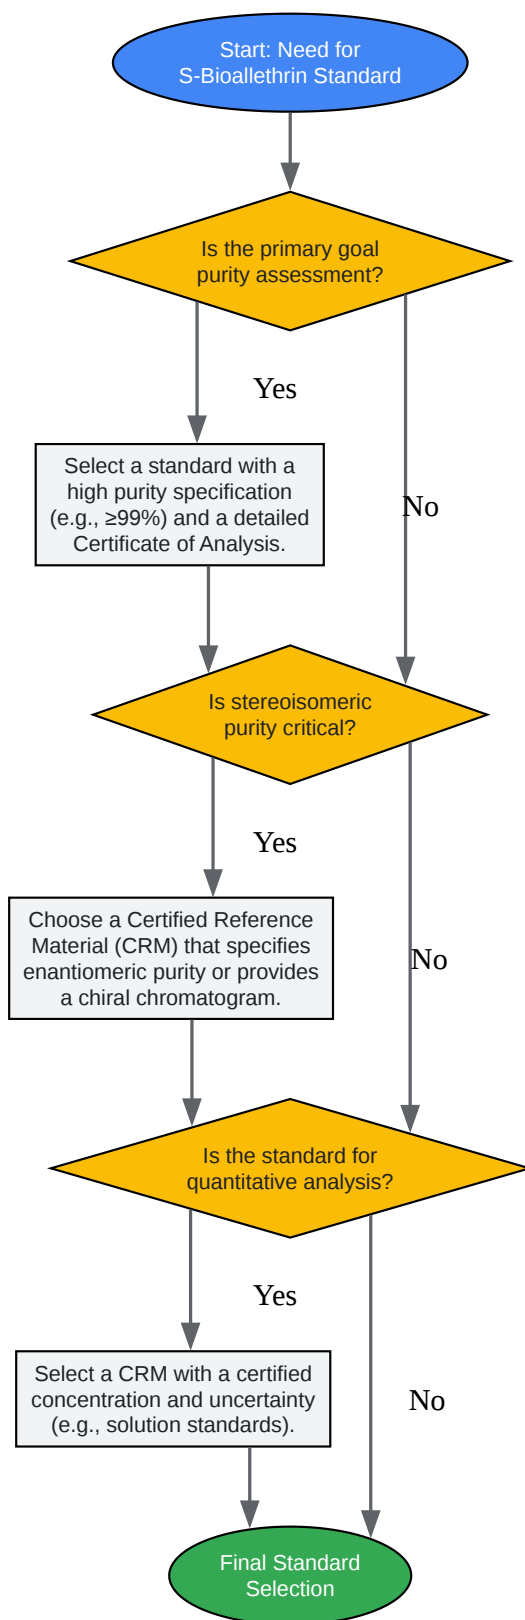 Start: Need for
S-Bioallethrin Standard
Is the primary goal
purity assessment?
Yes
Select a standard with a
high purity specification
(e.g., ≥99%) and a detailed
Certificate of Analysis.
No
Is stereoisomeric
purity critical?
Yes
Choose a Certified Reference
Material (CRM) that specifies
enantiomeric purity or provides
a chiral chromatogram.
No
Is the standard for
quantitative analysis?
Yes
Select a CRM with a certified
concentration and uncertainty
(e.g., solution standards).
No
Final Standard
Selection